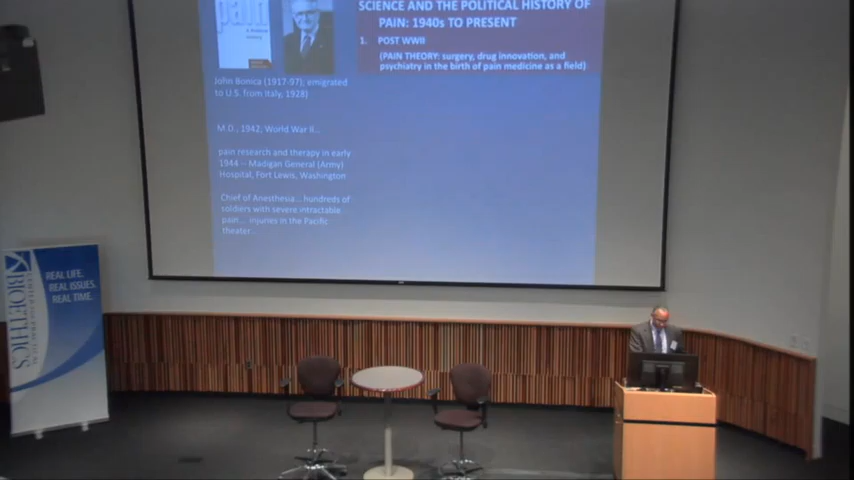 pain
SCIENCE AND THE POLITICAL HISTORY OF
PAIN: 1940s TO PRESENT
1. POST WWII
(PAIN THEORY: surgery, drug innovation, and
psychiatry in the birth of pain medicine as a field)
John Bonica (1917-97), emigrated
to U.S. from Italy, 1928)
M.D., 1942, World War II...
pain research and therapy in early
1944 -- Madigan General (Army)
Hospital, Fort Lewis, Washington
Chief of Anesthesia... hundreds of
soldiers with severe intractable
pain... injuries in the Pacific
theater
REAL LIFE.
REAL ISSUES.
REAL TIME.
CENTER FOR PRACTICAL
BIOETHICS